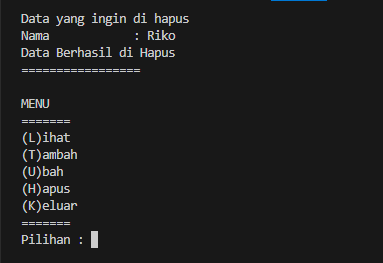 Data yang ingin di hapus
Nama            : Riko
Data Berhasil di Hapus
=================
MENU
=======
(L)ihat
(T)ambah
(U)bah
(H)apus
(K)eluar
=======
Pilihan :